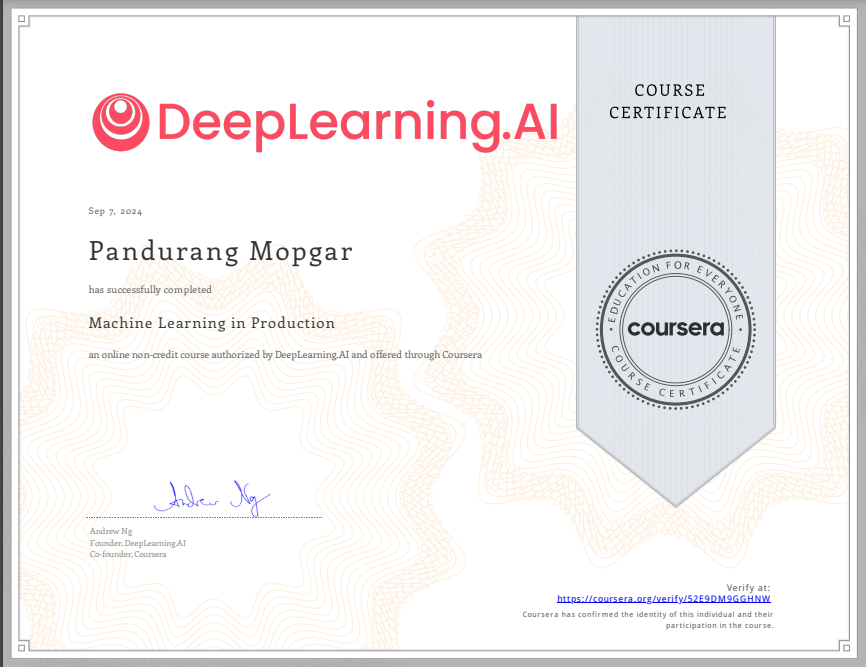 DeepLearning.AI
COURSE
CERTIFICATE
Sep 7, 2024
Pandurang Mopgar
has successfully completed
Machine Learning in Production
an online non-credit course authorized by DeepLearning.AI and offered through Coursera
EDUCATION FOR EVERYONE
coursera
COURSE CERTIFICATE
Andrew Ng
Andrew Ng
Founder, DeepLearning.AI
Co-founder, Coursera
Verify at:
https://coursera.org/verify/52E9DM9GGHNW
Coursera has confirmed the identity of this individual and their
participation in the course.